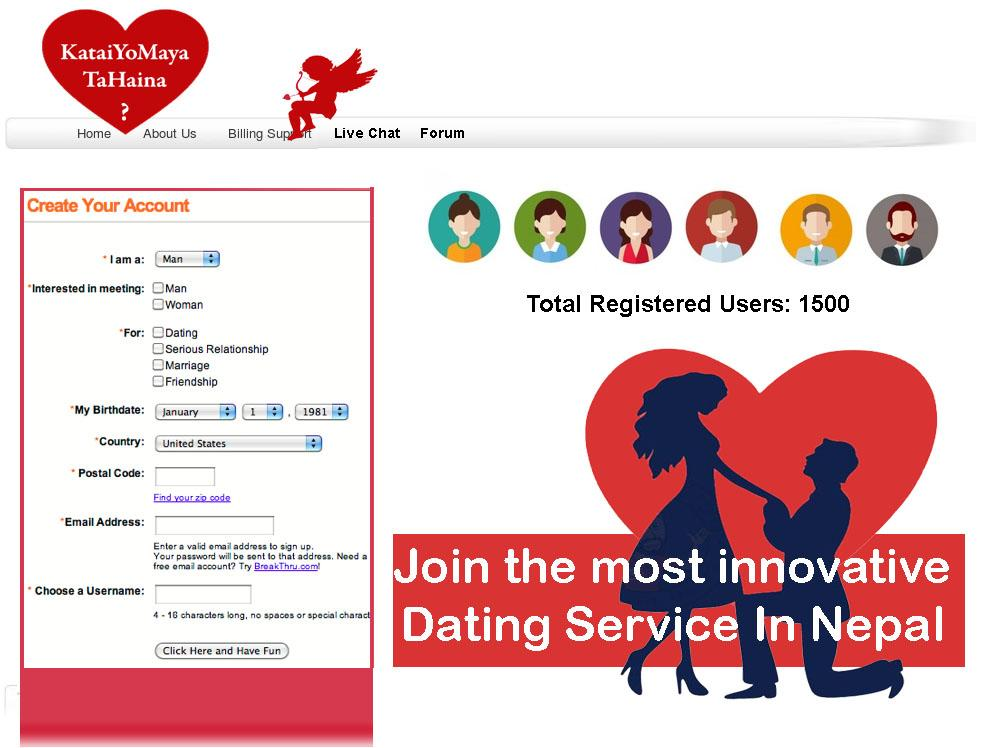 KataiYoMaya
TaHaina
?
Home About Us Billing Support Live Chat Forum
Create Your Account
* I am a: Man
*Interested in meeting: Man
Woman
*For: Dating
Serious Relationship
Marriage
Friendship
*My Birthdate: January 1 , 1981
*Country: United States
* Postal Code:
Find your zip code
*Email Address:
Enter a valid email address to sign up.
Your password will be sent to that address. Need a
free email account? Try BreakThru.com!
* Choose a Username:
4 - 16 characters long, no spaces or special charact
Click Here and Have Fun
Total Registered Users: 1500
Join the most innovative
Dating Service In Nepal